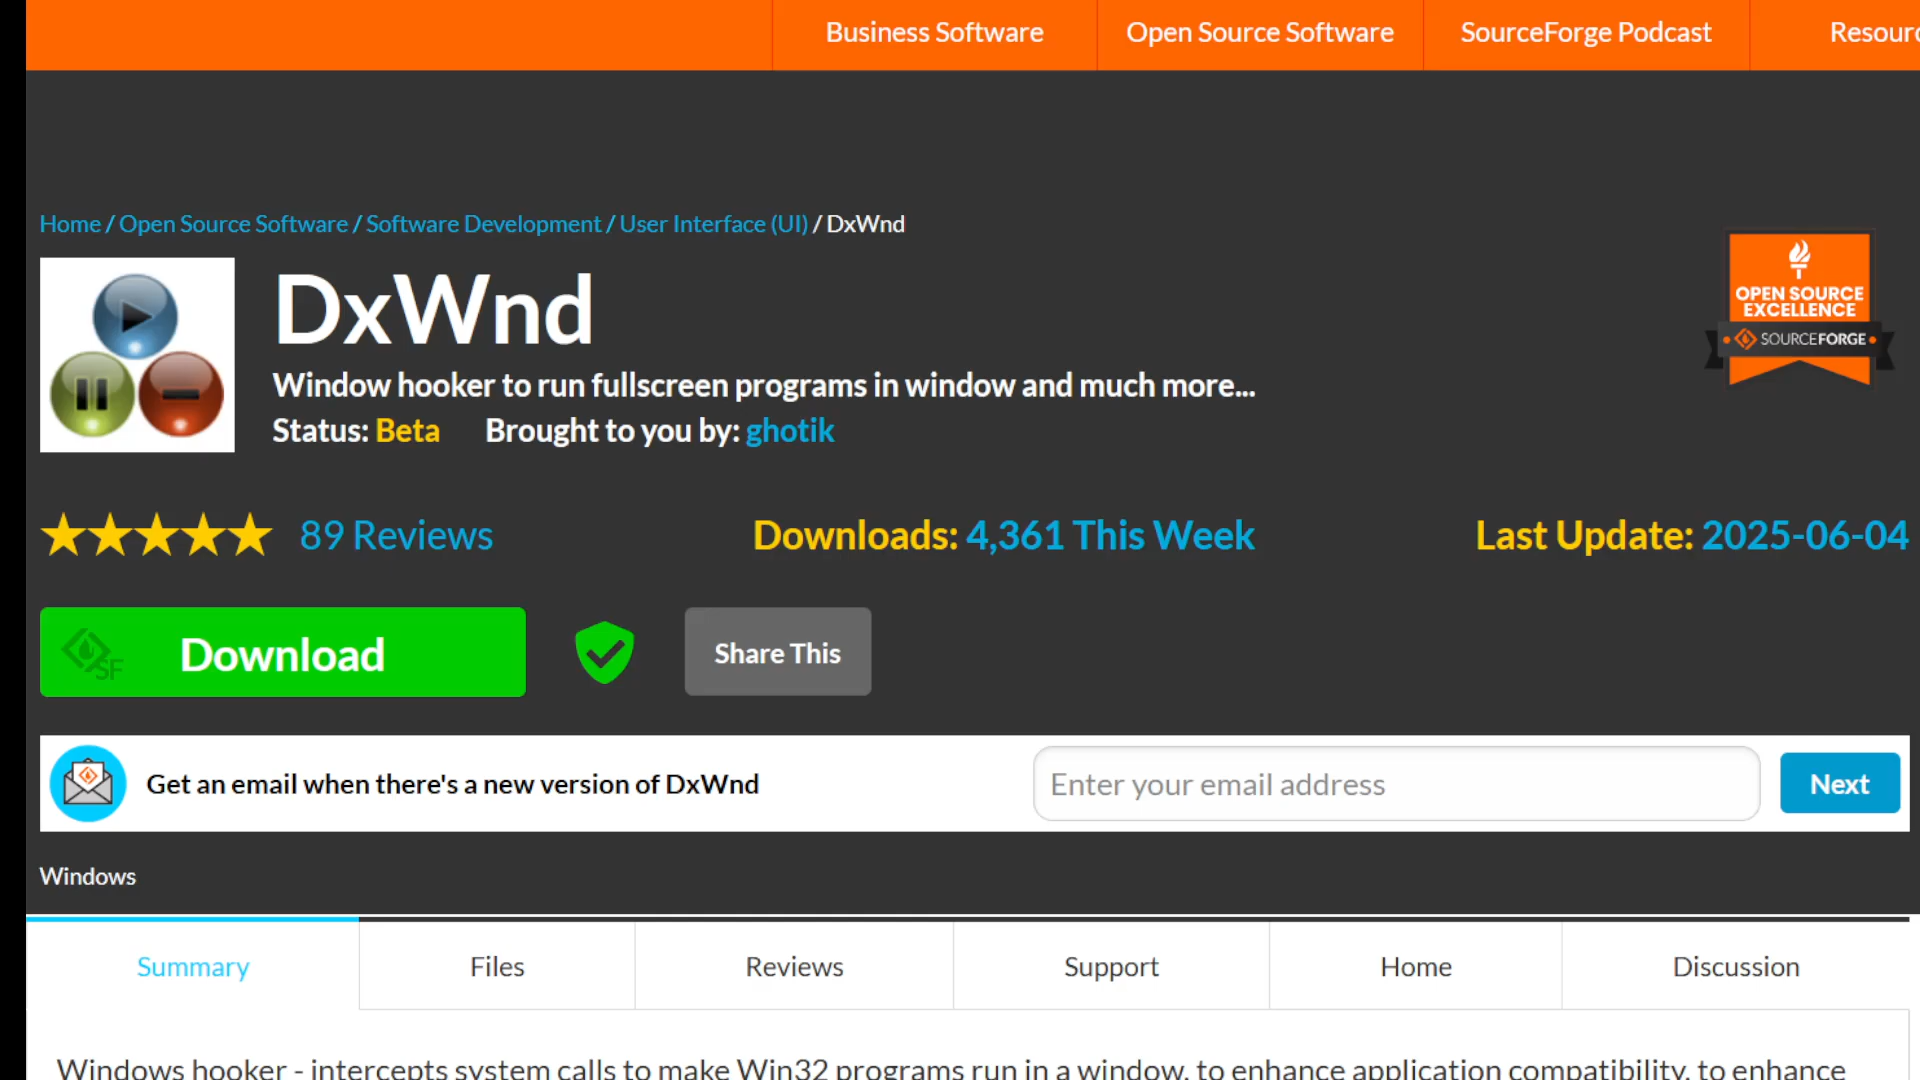 Business Software Open Source Software SourceForge Podcast Resourc
Home / Open Source Software / Software Development / User Interface (UI) / DxWnd
OPEN SOURCE
EXCELLENCE
SOURCEFORGE
DxWnd
Window hooker to run fullscreen programs in window and much more...
Status: Beta Brought to you by: ghotik
89 Reviews Downloads: 4,361 This Week Last Update: 2025-06-04
SF Download Share This
Get an email when there's a new version of DxWnd Enter your email address Next
Windows
Summary Files Reviews Support Home Discussion
Windows hooker - intercepts system calls to make Win32 programs run in a window, to enhance application compatibility, to enhance